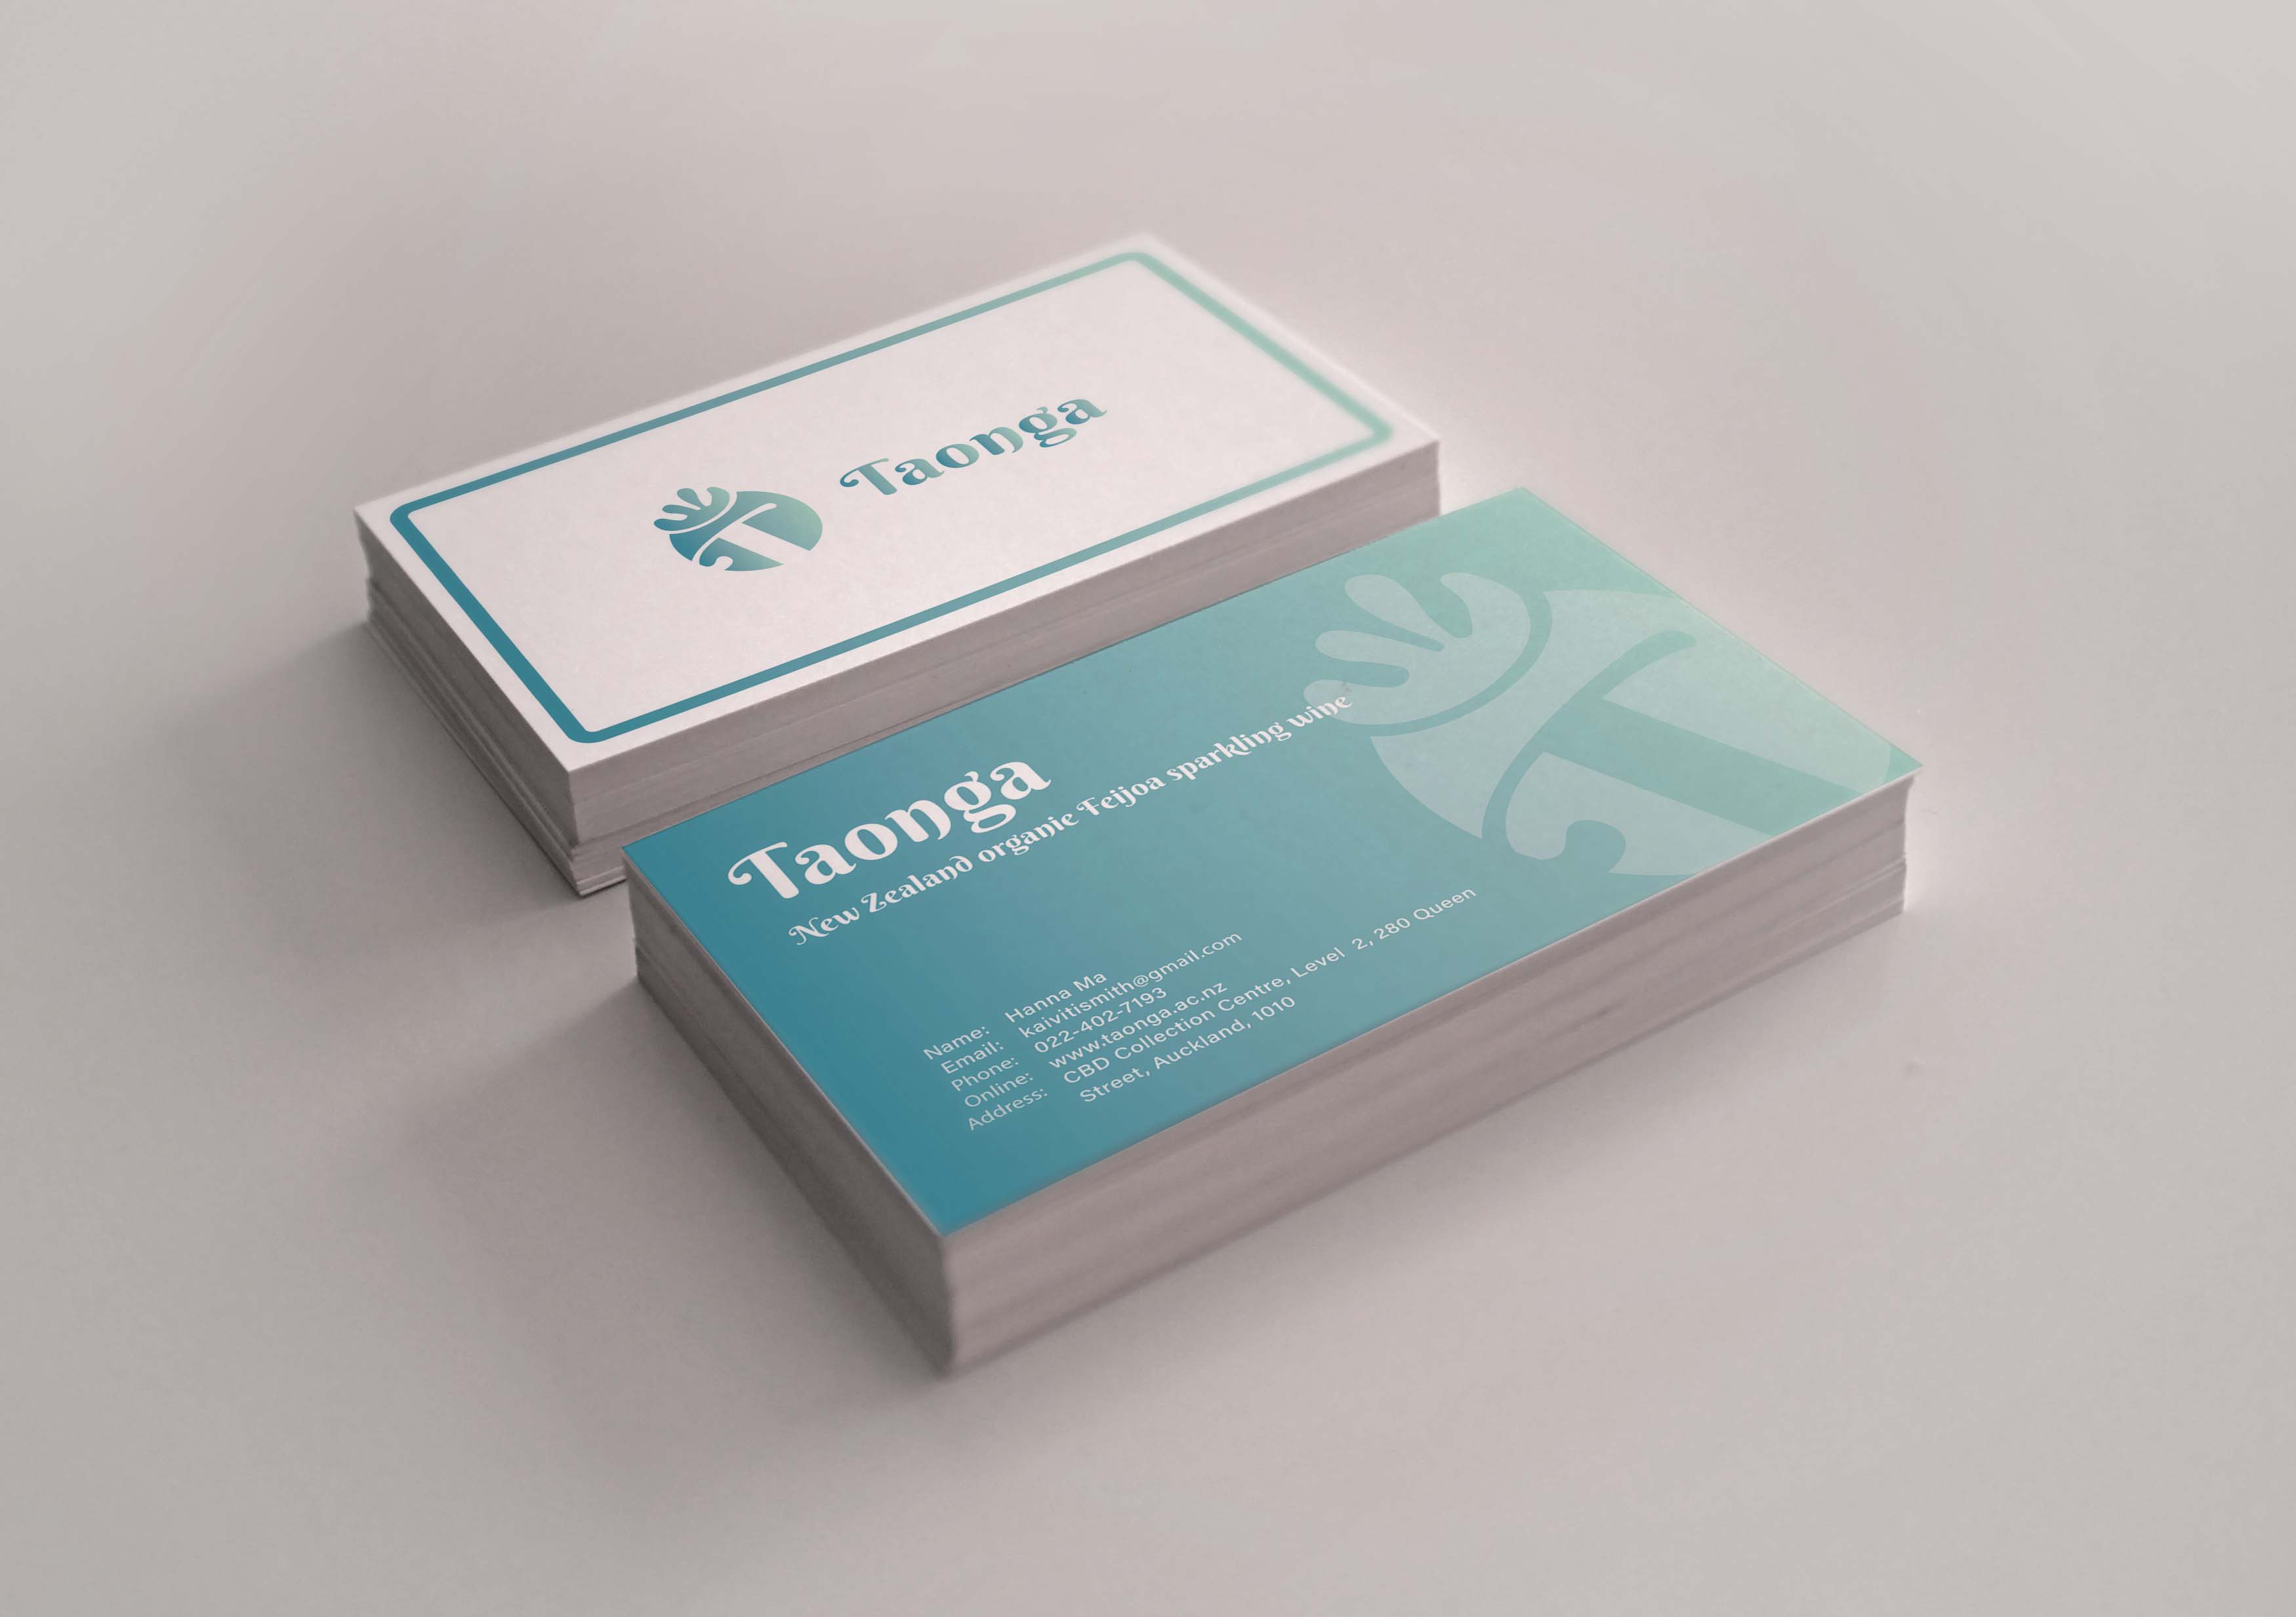 Taonga
Taonga
New Zealand organic Feijoa sparkling wine
Name: Hanna Ma
Email: kaivitismith@gmail.com
Phone: 022-402-7193
Online: www.taonga.ac.nz
Address: CBD Collection Centre, Level 2, 280 Queen
Street, Auckland, 1010